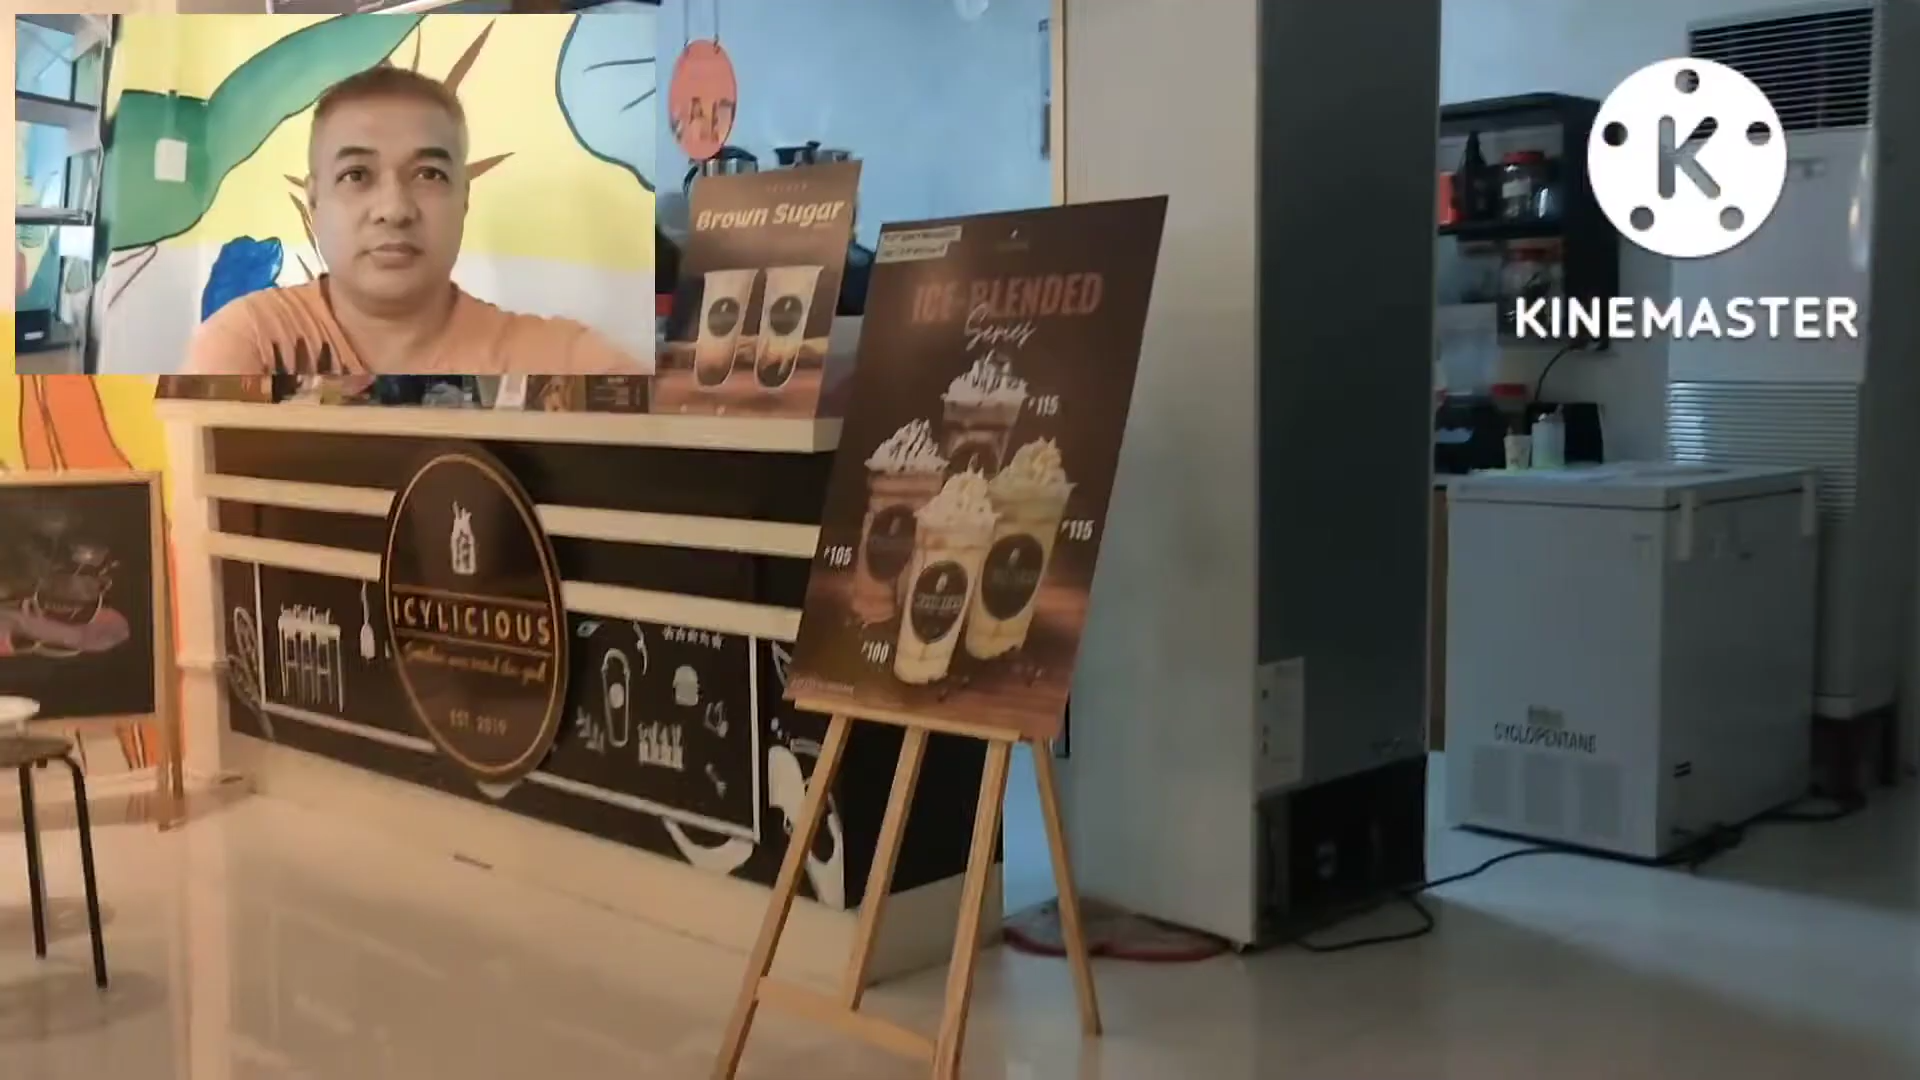 Brown Sugar
ICE-BLENDED
Series
₱115
₱115
₱105
₱100
ICYLICIOUS
EST. 2019
CYCLOPENTANE
K
KINEMASTER